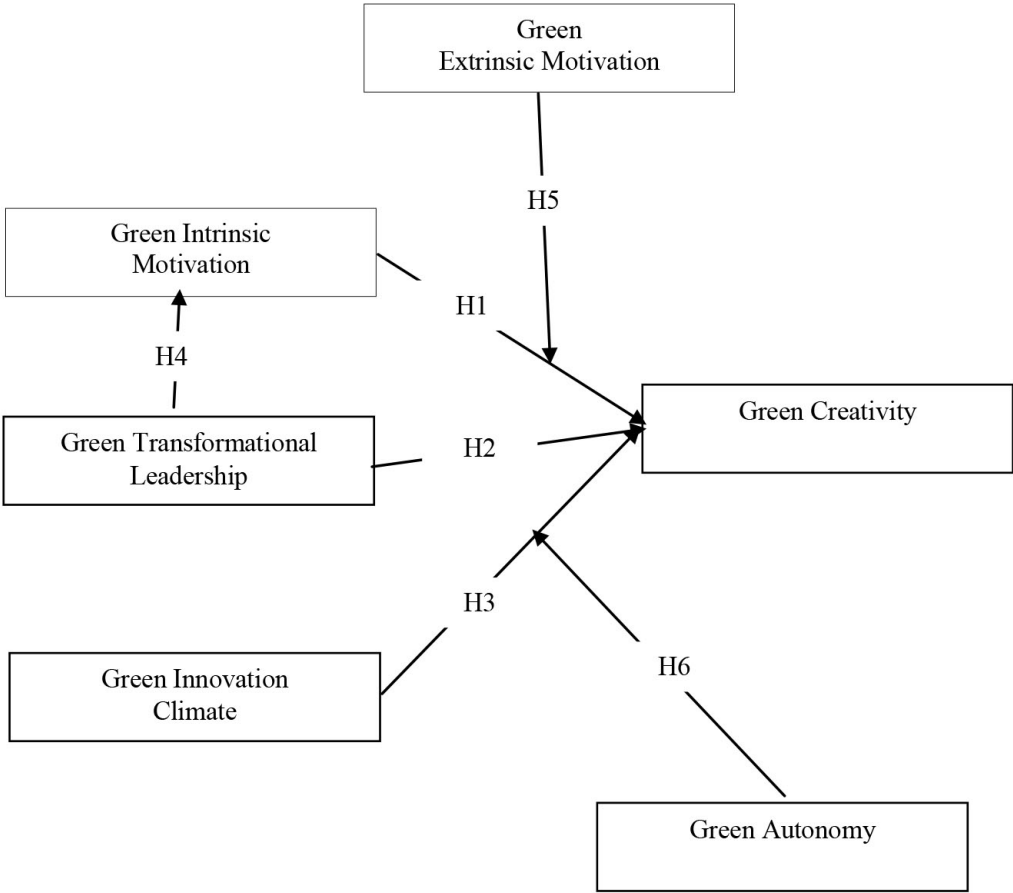 Green
Extrinsic Motivation
H5
Green Intrinsic
Motivation
H1
H4
Green Creativity
Green Transformational
Leadership
H2
H3
Green Innovation
Climate
H6
Green Autonomy